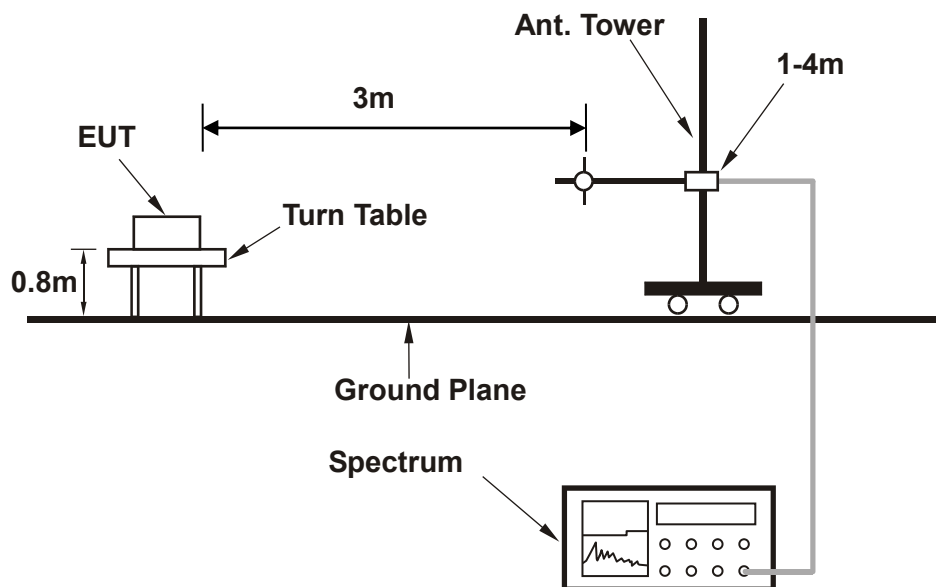 Ant. Tower
1-4m
3m
EUT
Turn Table
0.8m
Ground Plane
Spectrum